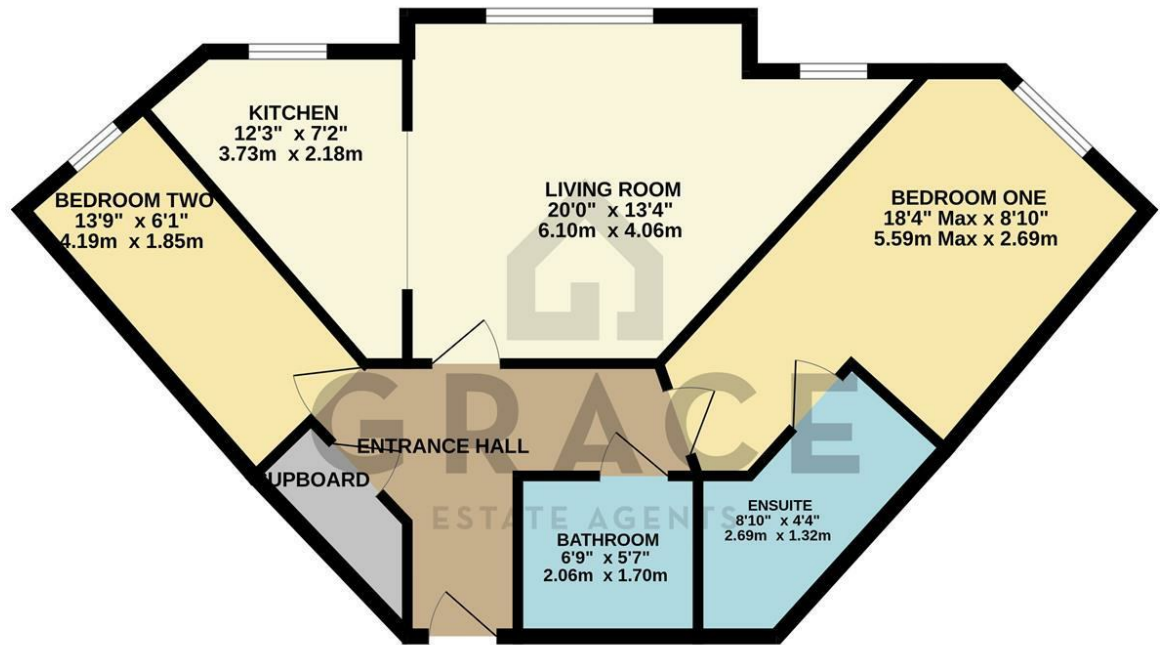 KITCHEN
12'3" x 7'2"
3.73m x 2.18m
BEDROOM TWO
13'9" x 6'1"
4.19m x 1.85m
LIVING ROOM
20'0" x 13'4"
6.10m x 4.06m
BEDROOM ONE
18'4" Max x 8'10"
5.59m Max x 2.69m
GRACE
ESTATE AGENTS
ENTRANCE HALL
CUPBOARD
BATHROOM
6'9" x 5'7"
2.06m x 1.70m
ENSUITE
8'10" x 4'4"
2.69m x 1.32m